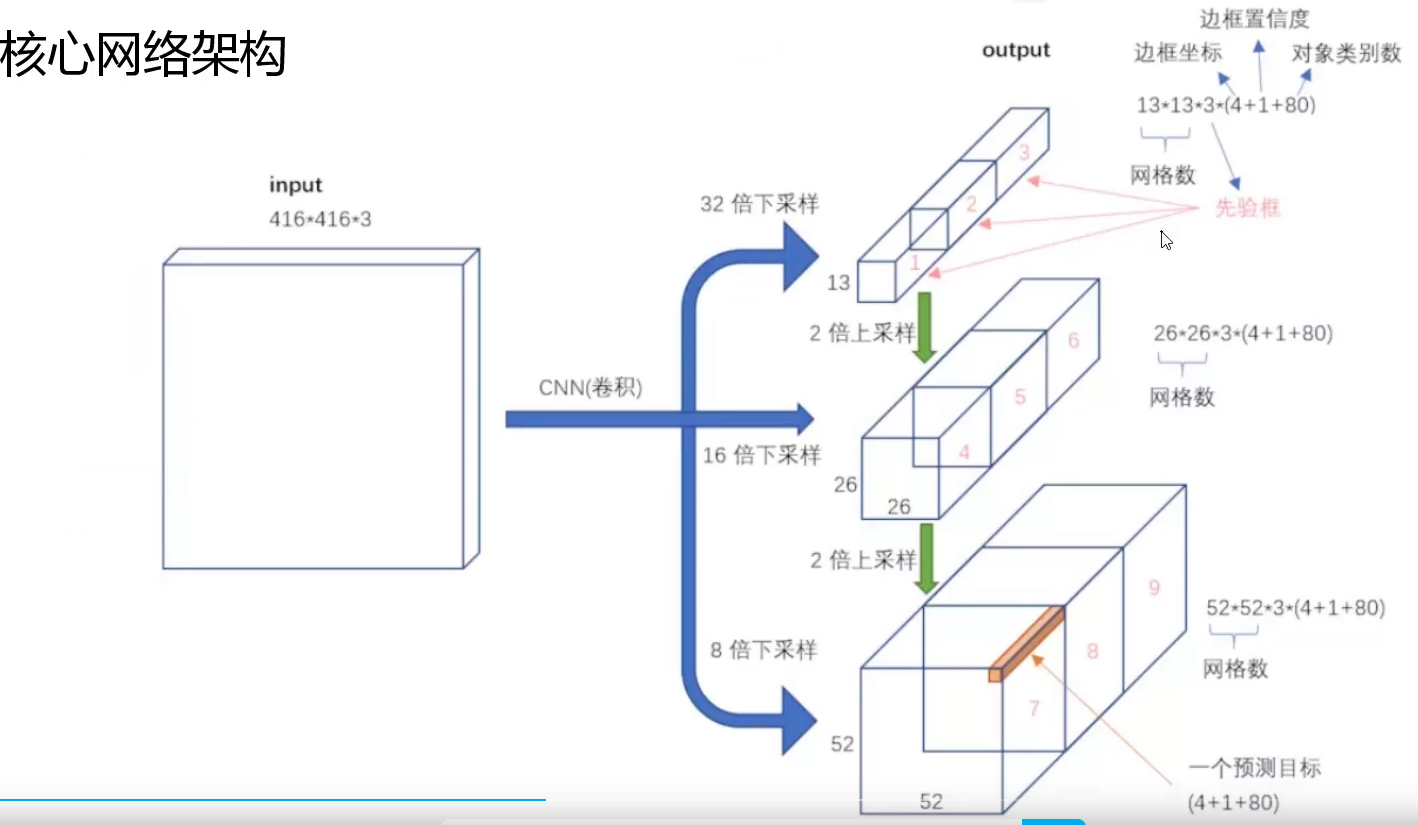 核心网络架构
边框置信度
output
边框坐标
对象类别数
13*13*3*(4+1+80)
网格数
先验框
input
416*416*3
32 倍下采样
3
2
1
13
2 倍上采样
26*26*3*(4+1+80)
网格数
6
5
4
CNN(卷积)
16 倍下采样
26
26
2 倍上采样
9
8
7
52*52*3*(4+1+80)
网格数
8 倍下采样
52
52
一个预测目标
(4+1+80)